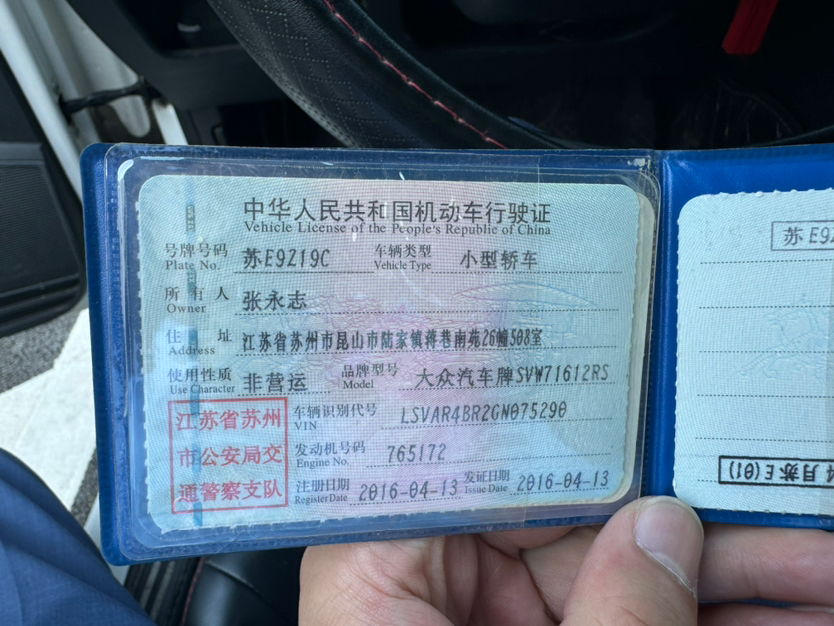 中华人民共和国机动车行驶证
Vehicle License of the People's Republic of China
号牌号码 苏E9Z19C 车辆类型 小型轿车
Plate No. Vehicle Type
所有人 张永志
Owner
住址 江苏省苏州市昆山市陆家镇蒋巷南苑26幢508室
Address
使用性质 非营运 品牌型号 大众汽车牌SVW71612RS
Use Character Model
江苏省苏州
市公安局交
通警察支队
车辆识别代号 LSVAR4BR2GN075290
VIN
发动机号码 765172
Engine No.
注册日期 2016-04-13 发证日期 2016-04-13
Register Date Issue Date
苏E9Z
月苏E(01)